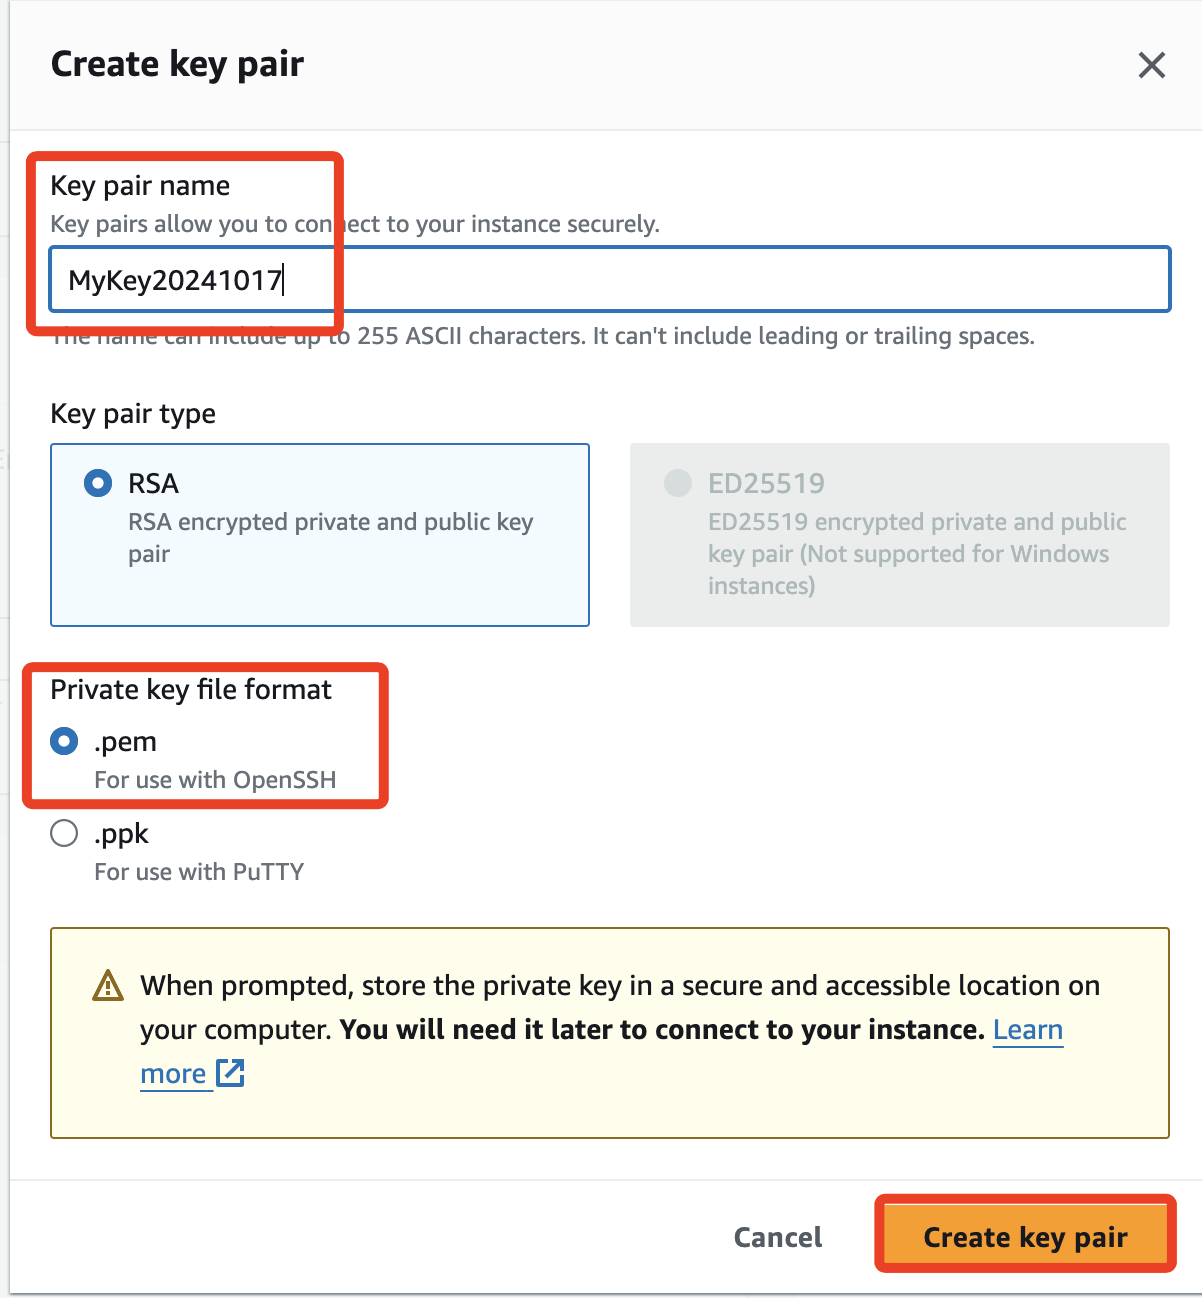 Create key pair
Key pair name
Key pairs allow you to connect to your instance securely.
MyKey20241017
The name can include up to 255 ASCII characters. It can't include leading or trailing spaces.
Key pair type
RSA
RSA encrypted private and public key
pair
ED25519
ED25519 encrypted private and public
key pair (Not supported for Windows
instances)
Private key file format
.pem
For use with OpenSSH
.ppk
For use with PuTTY
When prompted, store the private key in a secure and accessible location on
your computer. You will need it later to connect to your instance. Learn
more
Cancel
Create key pair